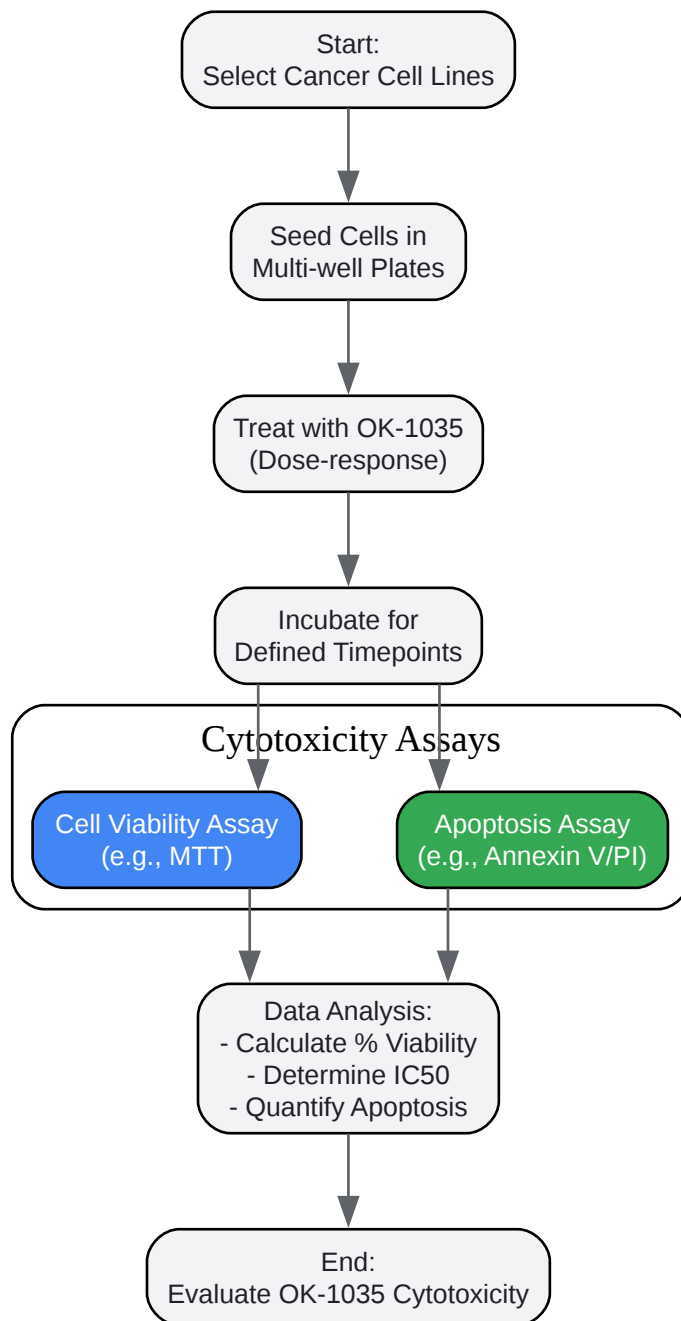 Start:
Select Cancer Cell Lines
Seed Cells in
Multi-well Plates
Treat with OK-1035
(Dose-response)
Incubate for
Defined Timepoints
Cytotoxicity Assays
Cell Viability Assay
(e.g., MTT)
Apoptosis Assay
(e.g., Annexin V/PI)
Data Analysis:
- Calculate % Viability
- Determine IC50
- Quantify Apoptosis
End:
Evaluate OK-1035 Cytotoxicity